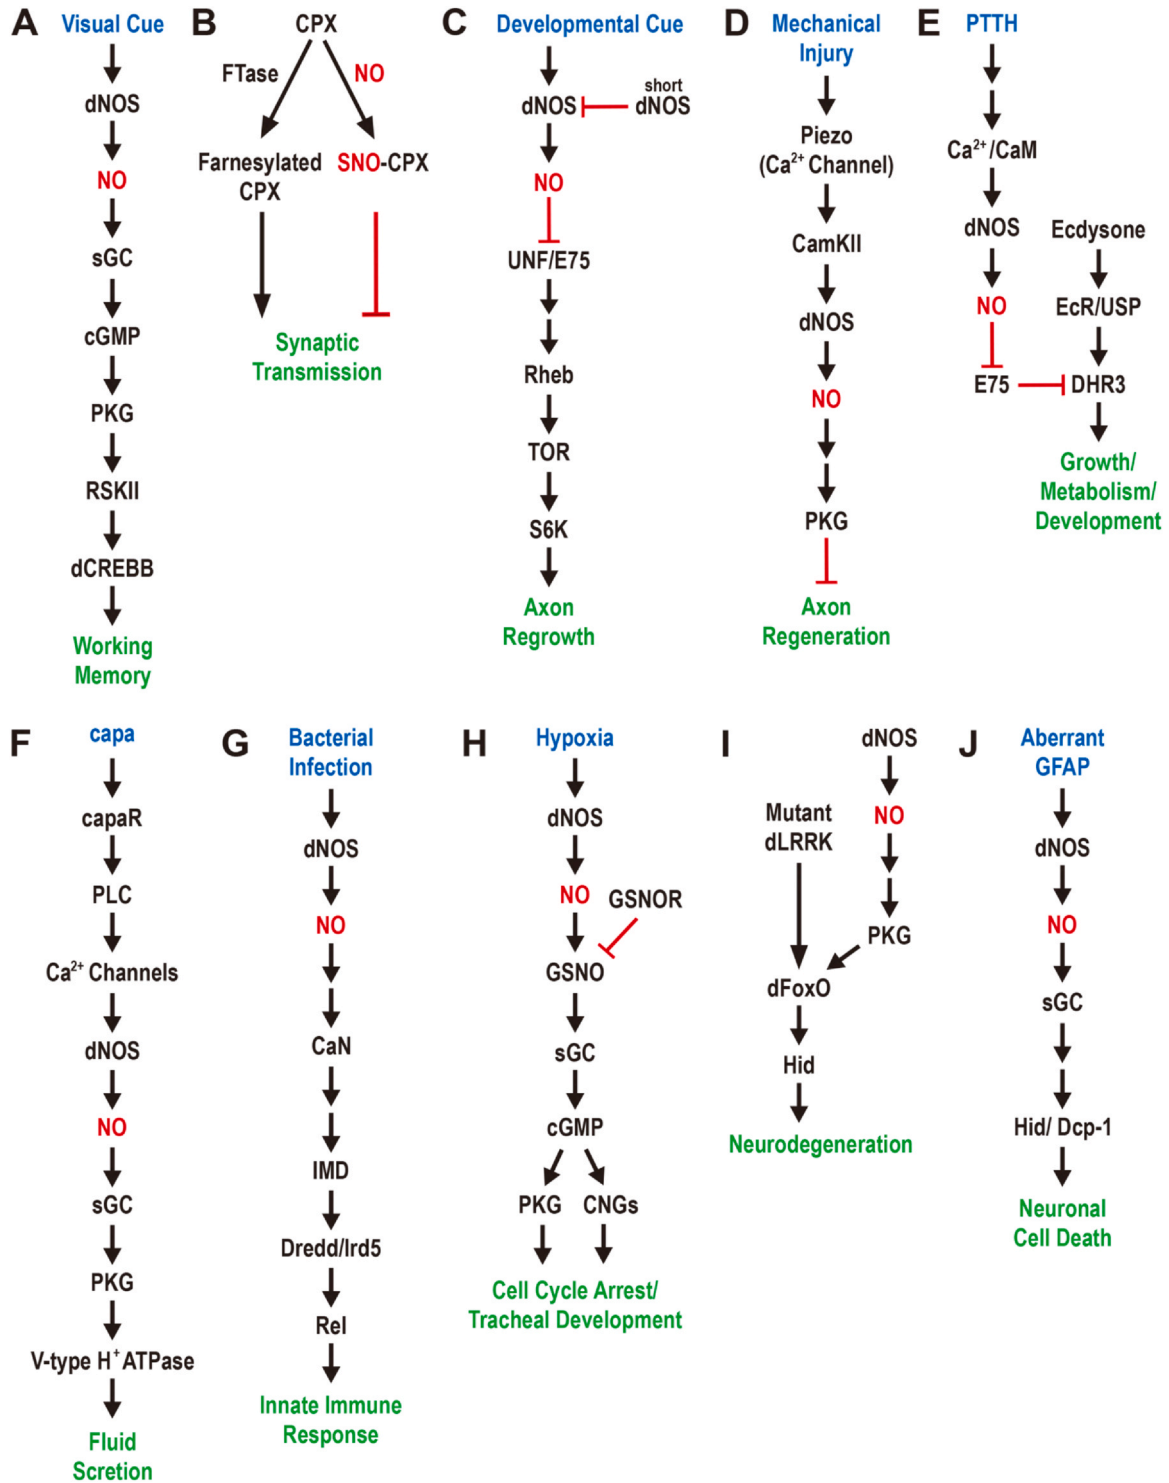 A
Visual Cue
dNOS
NO
sGC
cGMP
PKG
RSKII
dCREBB
Working
Memory
B
CPX
FTase
NO
Farnesylated
CPX
SNO-CPX
Synaptic
Transmission
C
Developmental Cue
dNOS
short
dNOS
NO
UNF/E75
Rheb
TOR
S6K
Axon
Regrowth
D
Mechanical
Injury
Piezo
(Ca2+ Channel)
CamKII
dNOS
NO
PKG
Axon
Regeneration
E
PTTH
Ca2+/CaM
dNOS
NO
E75
Ecdysone
EcR/USP
DHR3
Growth/
Metabolism/
Development
F
capa
capaR
PLC
Ca2+ Channels
dNOS
NO
sGC
PKG
V-type H+ ATPase
Fluid
Scretion
G
Bacterial
Infection
dNOS
NO
CaN
IMD
Dredd/Ird5
Rel
Innate Immune
Response
H
Hypoxia
dNOS
NO
GSNOR
GSNO
sGC
cGMP
PKG
CNGs
Cell Cycle Arrest/
Tracheal Development
I
dNOS
NO
PKG
Mutant
dLRRK
dFoxO
Hid
Neurodegeneration
J
Aberrant
GFAP
dNOS
NO
sGC
Hid/ Dcp-1
Neuronal
Cell Death